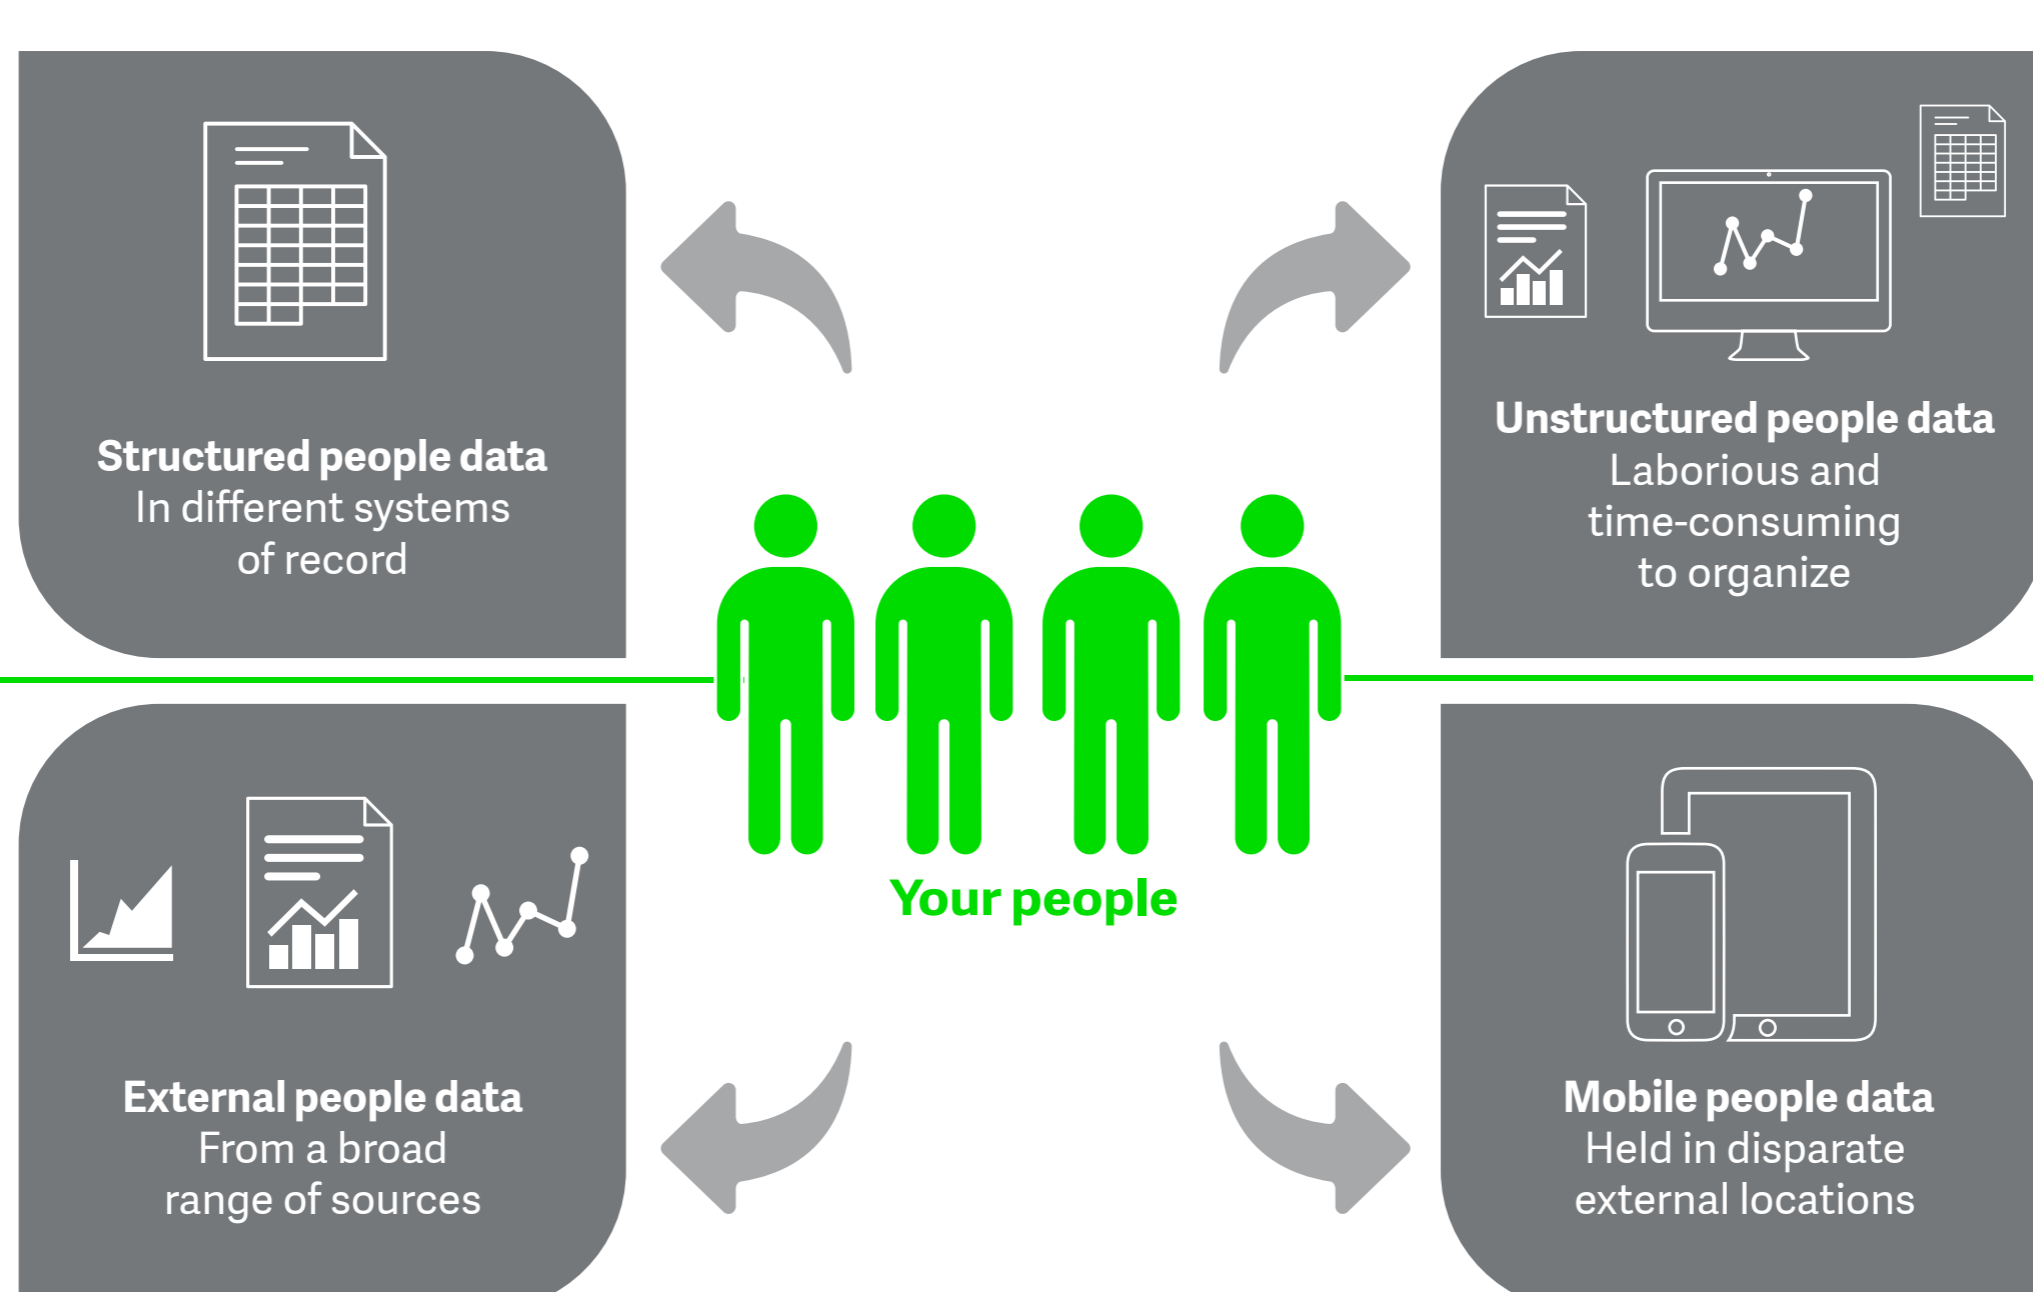 Structured people data
In different systems
of record
Unstructured people data
Laborious and
time-consuming
to organize
Your people
External people data
From a broad
range of sources
Mobile people data
Held in disparate
external locations